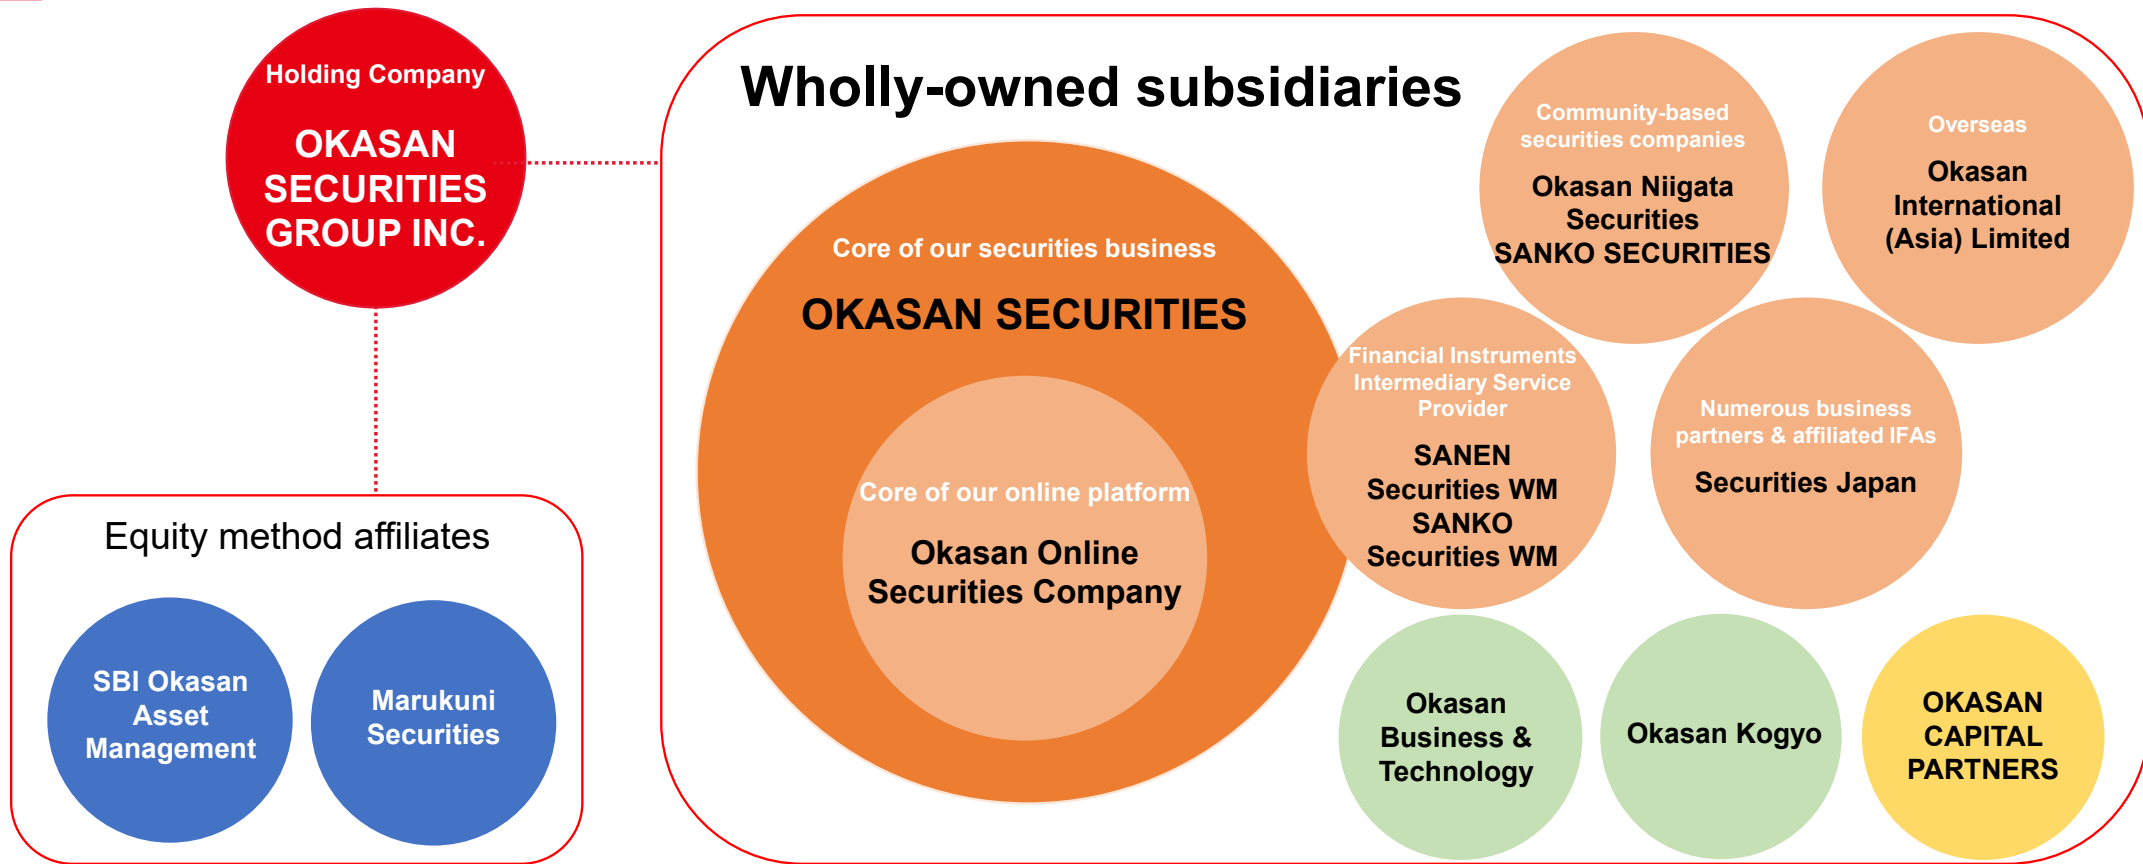 Holding Company
OKASAN
SECURITIES
GROUP INC.
Equity method affiliates
SBI Okasan
Asset
Management
Marukuni
Securities
Wholly-owned subsidiaries
Core of our securities business
OKASAN SECURITIES
Core of our online platform
Okasan Online
Securities Company
Community-based
securities companies
Okasan Niigata
Securities
SANKO SECURITIES
Overseas
Okasan
International
(Asia) Limited
Financial Instruments
Intermediary Service
Provider
SANEN
Securities WM
SANKO
Securities WM
Numerous business
partners & affiliated IFAs
Securities Japan
Okasan
Business &
Technology
Okasan Kogyo
OKASAN
CAPITAL
PARTNERS